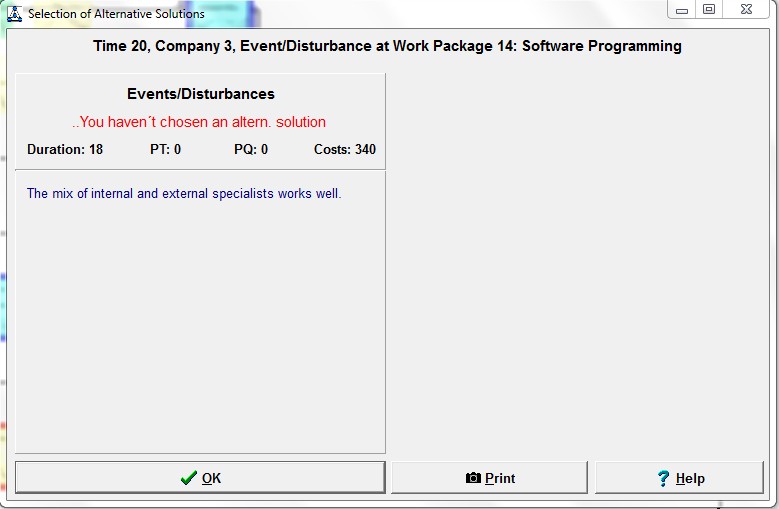 Selection of Alternative Solutions
Time 20, Company 3, Event/Disturbance at Work Package 14: Software Programming
Events/Disturbances
..You haven´t chosen an altern. solution
Duration: 18 PT: 0 PQ: 0 Costs: 340
The mix of internal and external specialists works well.
OK Print Help